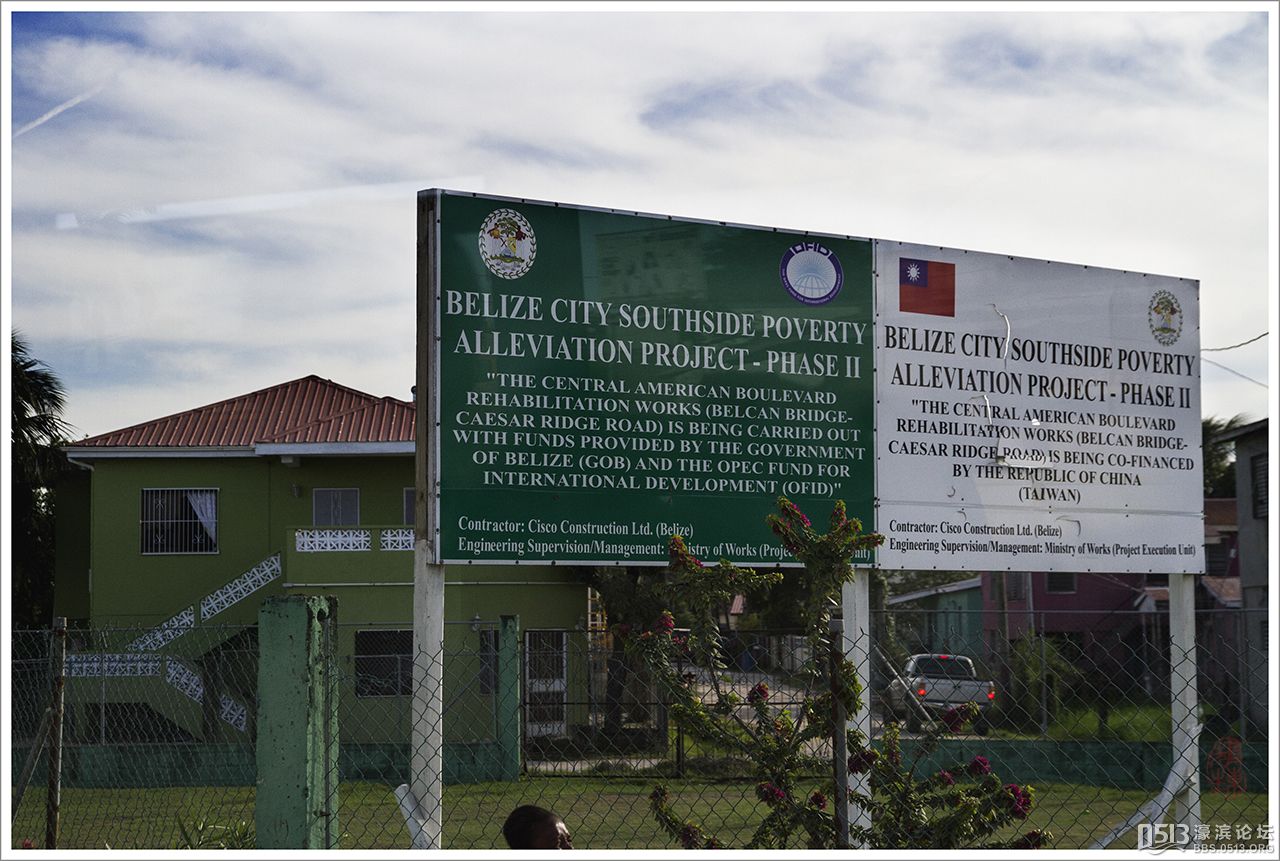 OFID
BELIZE CITY SOUTHSIDE POVERTY
ALLEVIATION PROJECT - PHASE II
"THE CENTRAL AMERICAN BOULEVARD
REHABILITATION WORKS (BELCAN BRIDGE-
CAESAR RIDGE ROAD) IS BEING CARRIED OUT
WITH FUNDS PROVIDED BY THE GOVERNMENT
OF BELIZE (GOB) AND THE OPEC FUND FOR
INTERNATIONAL DEVELOPMENT (OFID)"
Contractor: Cisco Construction Ltd. (Belize)
Engineering Supervision/Management: Ministry of Works (Project Unit)
BELIZE CITY SOUTHSIDE POVERTY
ALLEVIATION PROJECT - PHASE II
"THE CENTRAL AMERICAN BOULEVARD
REHABILITATION WORKS (BELCAN BRIDGE-
CAESAR RIDGE ROAD) IS BEING CO-FINANCED
BY THE REPUBLIC OF CHINA
(TAIWAN)
Contractor: Cisco Construction Ltd. (Belize)
Engineering Supervision/Management: Ministry of Works (Project Execution Unit)
0513 濠滨论坛
BBS.0513.ORG